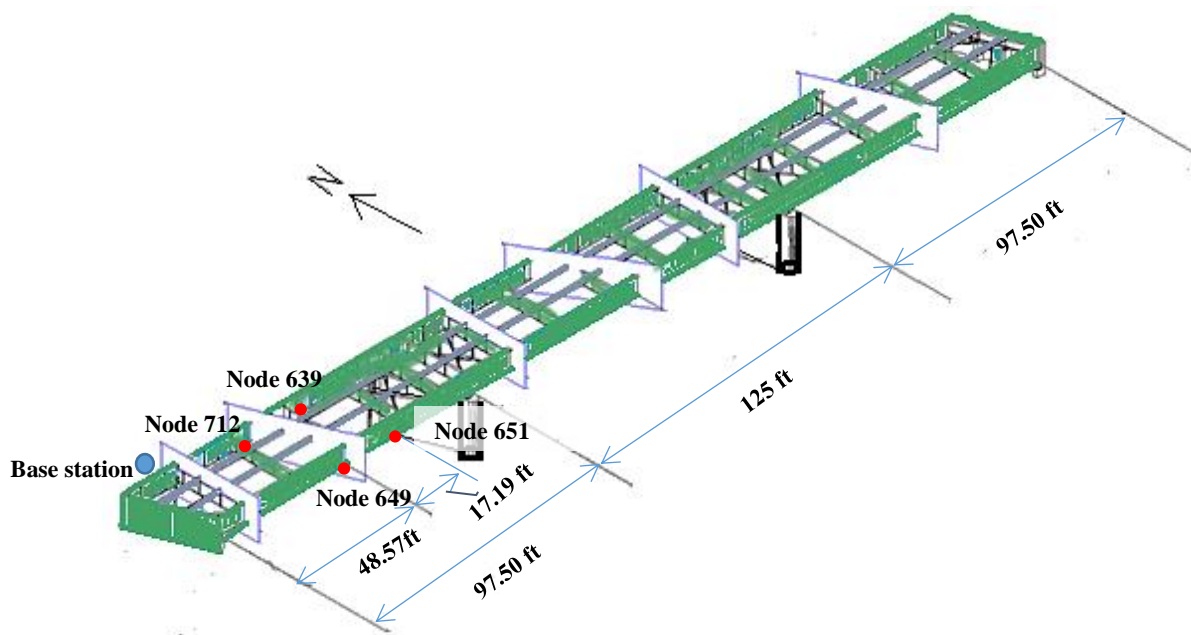 N
97.50 ft
125 ft
Node 639
Node 712
Node 651
Base station
Node 649
17.19 ft
48.57ft
97.50 ft